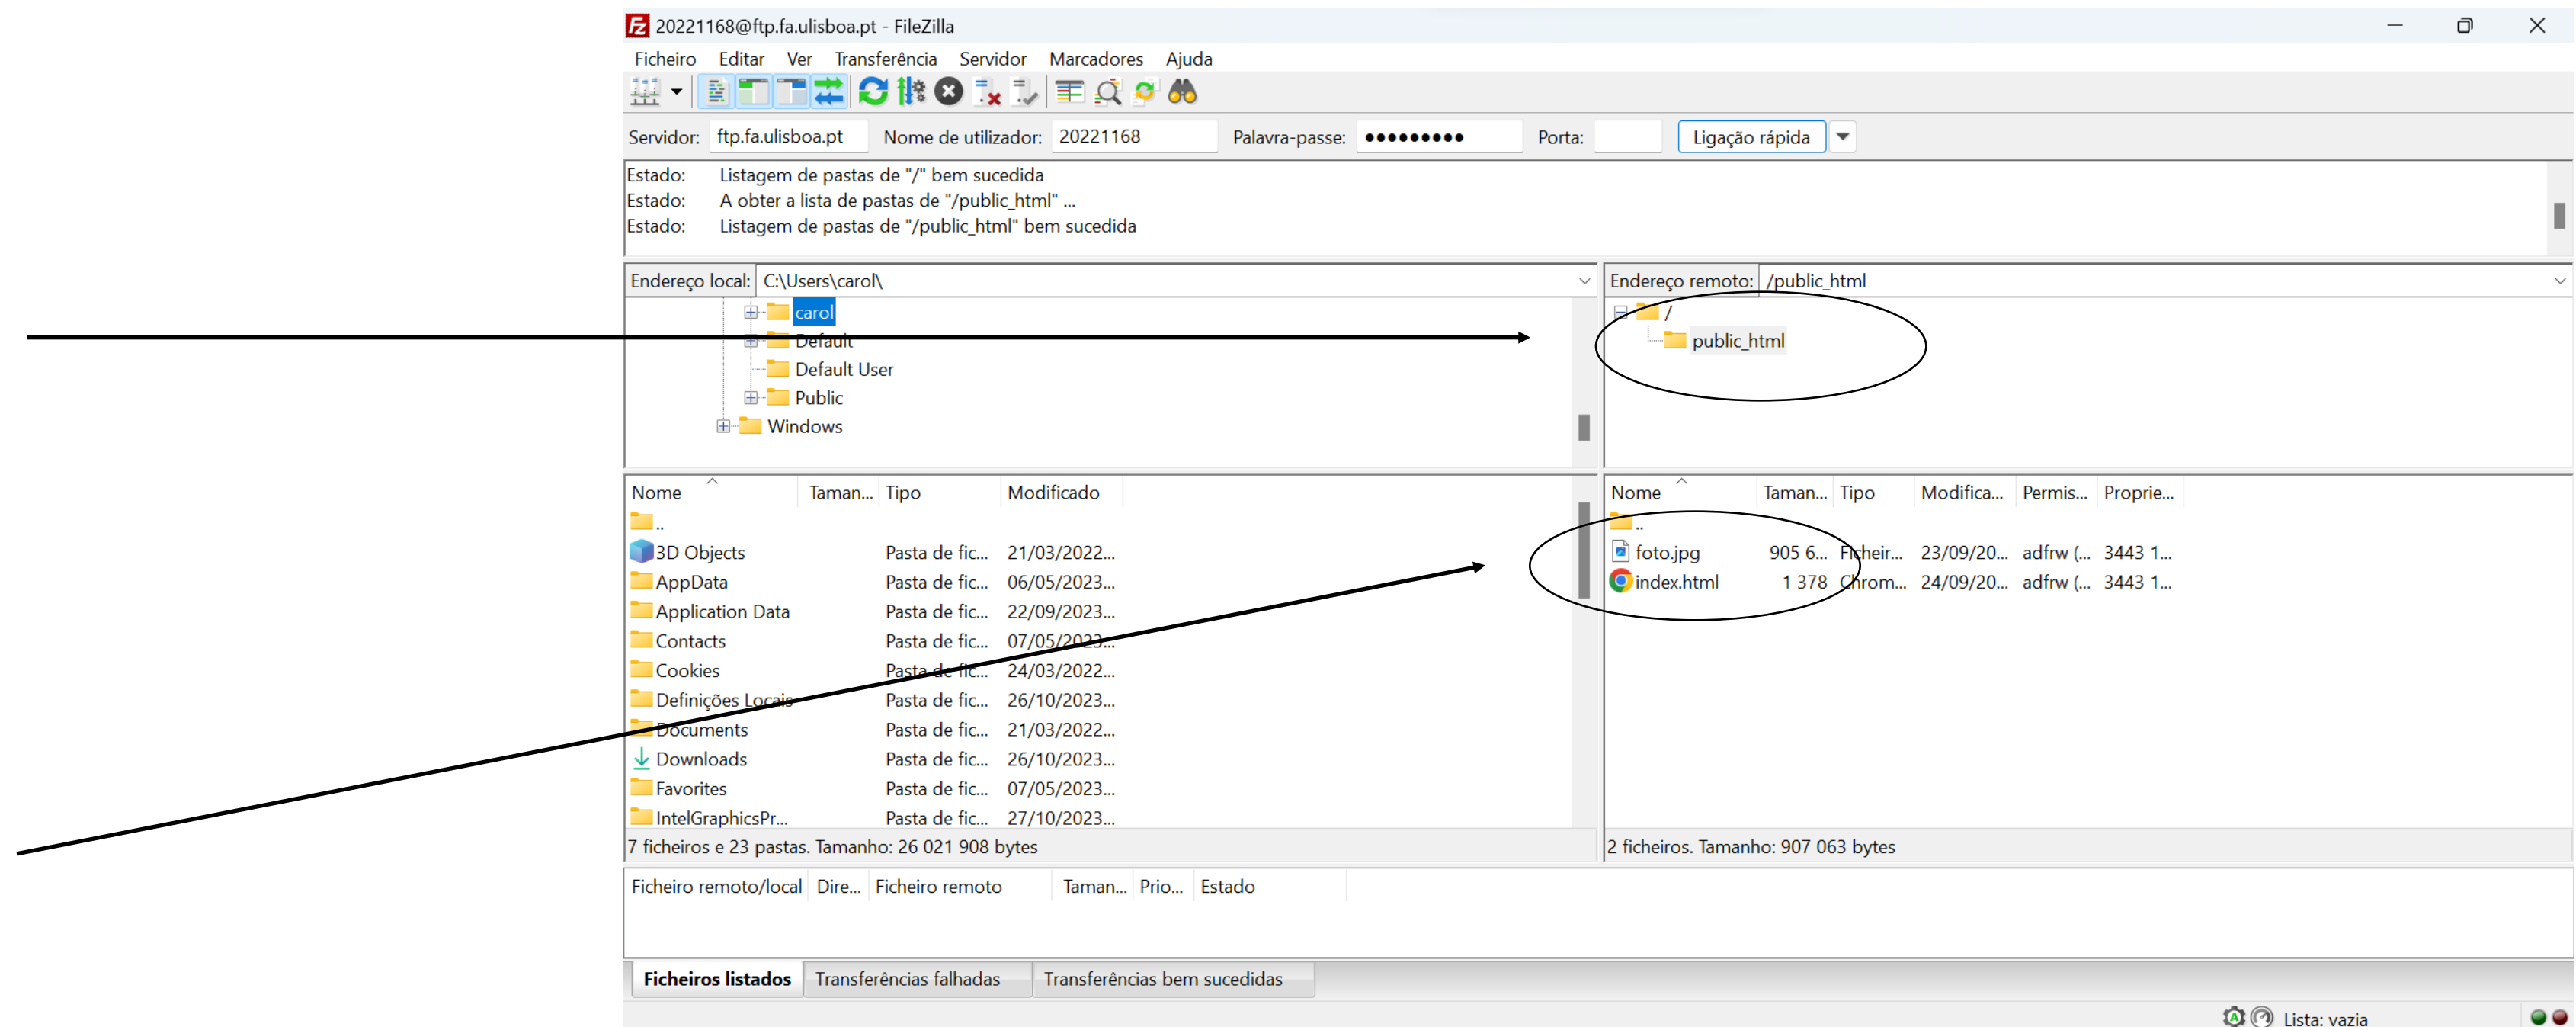 20221168@ftp.fa.ulisboa.pt - FileZilla
Ficheiro Editar Ver Transferência Servidor Marcadores Ajuda
Servidor: ftp.fa.ulisboa.pt Nome de utilizador: 20221168 Palavra-passe: ●●●●●●●●● Porta: Ligação rápida
Estado: Listagem de pastas de "/" bem sucedida
Estado: A obter a lista de pastas de "/public_html" ...
Estado: Listagem de pastas de "/public_html" bem sucedida
Endereço local: C:\Users\carol\
carol
Default
Default User
Public
Windows
Endereço remoto: /public_html
/
public_html
Nome Taman... Tipo Modificado
..
3D Objects Pasta de fic... 21/03/2022...
AppData Pasta de fic... 06/05/2023...
Application Data Pasta de fic... 22/09/2023...
Contacts Pasta de fic... 07/05/2023...
Cookies Pasta de fic... 24/03/2022...
Definições Locais Pasta de fic... 26/10/2023...
Documents Pasta de fic... 21/03/2022...
Downloads Pasta de fic... 26/10/2023...
Favorites Pasta de fic... 07/05/2023...
IntelGraphicsPr... Pasta de fic... 27/10/2023...
7 ficheiros e 23 pastas. Tamanho: 26 021 908 bytes
Nome Taman... Tipo Modifica... Permis... Proprie...
..
foto.jpg 905 6... Ficheir... 23/09/20... adfrw (... 3443 1...
index.html 1 378 Chrom... 24/09/20... adfrw (... 3443 1...
2 ficheiros. Tamanho: 907 063 bytes
Ficheiro remoto/local Dire... Ficheiro remoto Taman... Prio... Estado
Ficheiros listados Transferências falhadas Transferências bem sucedidas
Lista: vazia